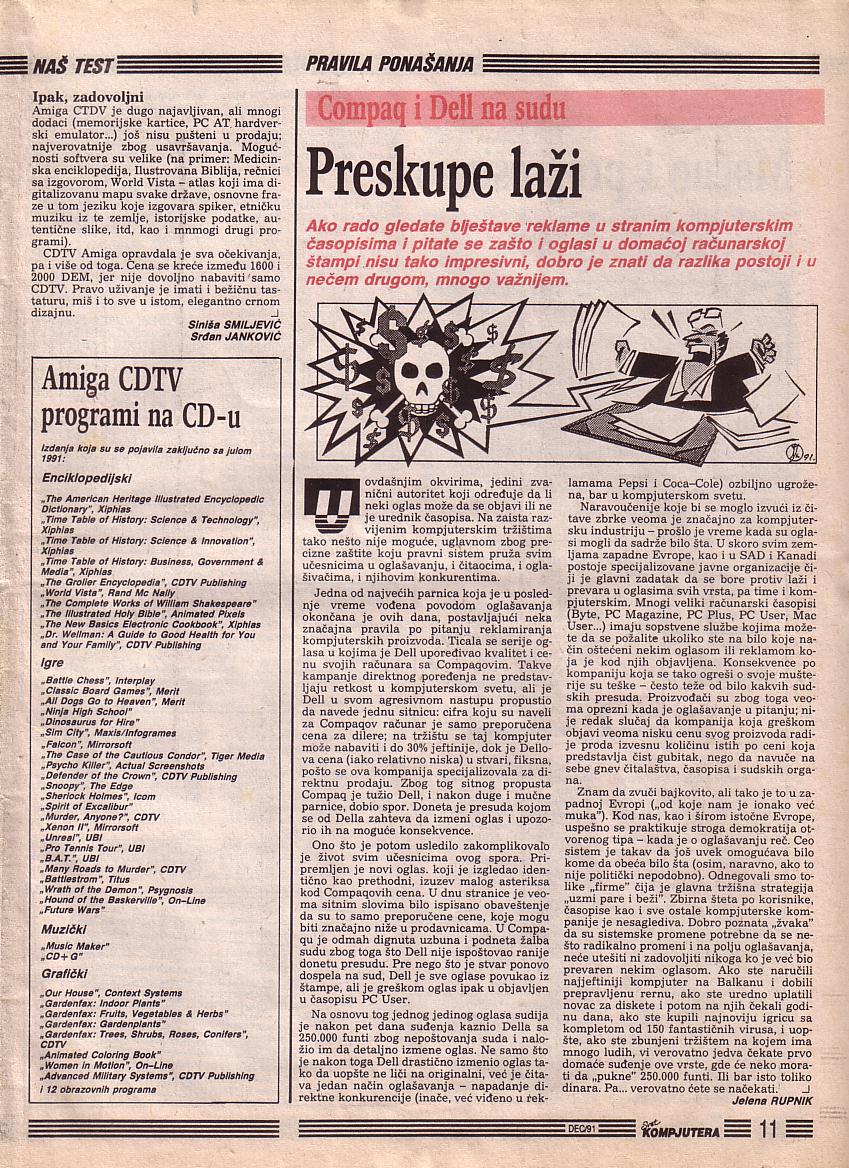 NAŠ TEST
Ipak, zadovoljni
Amiga CTDV je dugo najavljivan, ali mnogi
dodaci (memorijske kartice, PC AT hardver-
ski emulator...) još nisu pušteni u prodaju;
najverovatnije zbog usavršavanja. Moguć-
nosti softvera su velike (na primer: Medicin-
ska enciklopedija, Ilustrovana Biblija, rečnici
sa izgovorom, World Vista – atlas koji ima di-
gitalizovanu mapu svake države, osnovne fra-
ze u tom jeziku koje izgovara spiker, etničku
muziku iz te zemlje, istorijske podatke, au-
tentične slike, itd, kao i mnmogi drugi pro-
grami).
CDTV Amiga opravdala je sva očekivanja,
pa i više od toga. Cena se kreće između 1600 i
2000 DEM, jer nije dovoljno nabaviti samo
CDTV. Pravo uživanje je imati i bežičnu tas-
taturu, miš i to sve u istom, elegantno crnom
dizajnu.
Siniša SMILJEVIĆ
Srđan JANKOVIĆ
Amiga CDTV
programi na CD-u
Izdanja koja su se pojavila zaključno sa julom
1991:
Enciklopedijski
„The American Heritage Illustrated Encyclopedic
Dictionary", Xiphias
„Time Table of History: Science & Technology",
Xiphias
„Time Table of History: Science & Innovation",
Xiphias
„Time Table of History: Business, Government &
Media", Xiphias
„The Grolier Encyclopedia", CDTV Publishing
„World Vista", Rand Mc Nally
„The Complete Works of William Shakespeare"
„The Illustrated Holy Bible", Animated Pixels
„The New Basics Electronic Cookbook", Xiphias
„Dr. Wellman: A Guide to Good Health for You
and Your Family", CDTV Publishing
Igre
„Battle Chess", Interplay
„Classic Board Games", Merit
„All Dogs Go to Heaven", Merit
„Ninja High School"
„Dinosaurus for Hire"
„Sim City", Maxis/Infogrames
„Falcon", Mirrorsoft
„The Case of the Cautious Condor", Tiger Media
„Psycho Killer", Actual Screenshots
„Defender of the Crown", CDTV Publishing
„Snoopy", The Edge
„Sherlock Holmes", Icom
„Spirit of Excalibur"
„Murder, Anyone?", CDTV
„Xenon II", Mirrorsoft
„Unreal", UBI
„Pro Tennis Tour", UBI
„B.A.T.", UBI
„Many Roads to Murder", CDTV
„Battlestrom", Titus
„Wrath of the Demon", Psygnosis
„Hound of the Baskerville", On–Line
„Future Wars"
Muzički
„Music Maker"
„CD+G"
Grafički
„Our House", Context Systems
„Gardenfax: Indoor Plants"
„Gardenfax: Fruits, Vegetables & Herbs"
„Gardenfax: Gardenplants"
„Gardenfax: Trees, Shrubs, Roses, Conifers",
CDTV
„Animated Coloring Book"
„Women in Motion", On–Line
„Advanced Military Systems", CDTV Publishing
i 12 obrazovnih programa
PRAVILA PONAŠANJA
Compaq i Dell na sudu
Preskupe laži
Ako rado gledate blještave reklame u stranim kompjuterskim
časopisima i pitate se zašto i oglasi u domaćoj računarskoj
štampi nisu tako impresivni, dobro je znati da razlika postoji i u
nečem drugom, mnogo važnijem.
U ovdašnjim okvirima, jedini zva-
nični autoritet koji određuje da li
neki oglas može da se objavi ili ne
je urednik časopisa. Na zaista raz-
vijenim kompjuterskim tržištima
tako nešto nije moguće, uglavnom zbog pre-
cizne zaštite koju pravni sistem pruža svim
učesnicima u oglašavanju, i čitaocima, i ogla-
šivačima, i njihovim konkurentima.
Jedna od najvećih parnica koja je u posled-
nje vreme vođena povodom oglašavanja
okončana je ovih dana, postavljajući neka
značajna pravila po pitanju reklamiranja
kompjuterskih proizvoda. Ticala se serije og-
lasa u kojima je Dell upoređivao kvalitet i ce-
nu svojih računara sa Compaqovim. Takve
kampanje direktnog poređenja ne predstav-
ljaju retkost u kompjuterskom svetu, ali je
Dell u svom agresivnom nastupu propustio
da navede jednu sitnicu: cifra koju su naveli
za Compaqov računar je samo preporučena
cena za dilere; na tržištu se taj kompjuter
može nabaviti i do 30% jeftinije, dok je Dello-
va cena (iako relativno niska) u stvari, fiksna,
pošto se ova kompanija specijalizovala za di-
rektnu prodaju. Zbog tog sitnog propusta
Compaq je tužio Dell, i nakon duge i mučne
parnice, dobio spor. Doneta je presuda kojom
se od Della zahteva da izmeni oglas i upozo-
rio ih na moguće konsekvence.
Ono što je potom usledilo zakomplikovalo
je život svim učesnicima ovog spora. Pri-
premljen je novi oglas. koji je izgledao iden-
tično kao prethodni, izuzev malog asteriksa
kod Compaqovih cena. U dnu stranice je veo-
ma sitnim slovima bilo ispisano obaveštenje
da su to samo preporučene cene, koje mogu
biti značajno niže u prodavnicama. U Compa-
qu je odmah dignuta uzbuna i podneta žalba
sudu zbog toga što Dell nije ispoštovao ranije
donetu presudu. Pre nego što je stvar ponovo
dospela na sud, Dell je sve oglase povukao iz
štampe, ali je greškom oglas ipak u objavljen
u časopisu PC User.
Na osnovu tog jednog jedinog oglasa sudija
je nakon pet dana suđenja kaznio Della sa
250.000 funti zbog nepoštovanja suda i nalo-
žio im da detaljno izmene oglas. Ne samo što
je nakon toga Dell drastično izmenio oglas ta-
ko da uopšte ne liči na originalni, već je čita-
va jedan način oglašavanja – napadanje di-
rektne konkurencije (inače, već viđeno u rek-
lamama Pepsi i Coca–Cole) ozbiljno ugrože-
na, bar u kompjuterskom svetu.
Naravoučenije koje bi se moglo izvući iz či-
tave zbrke veoma je značajno za kompjuter-
sku industriju – prošlo je vreme kada su ogla-
si mogli da sadrže bilo šta. U skoro svim zem-
ljama zapadne Evrope, kao i u SAD i Kanadi
postoje specijalizovane javne organizacije či-
ji je glavni zadatak da se bore protiv laži i
prevara u oglasima svih vrsta, pa time i kom-
pjuterskim. Mnogi veliki računarski časopisi
(Byte, PC Magazine, PC Plus, PC User, Mac
User...) imaju sopstvene službe kojima može-
te da se požalite ukoliko ste na bilo koje na-
čin oštećeni nekim oglasom ili reklamom ko-
ja je kod njih objavljena. Konsekvence po
kompaniju koja se tako ogreši o svoje mušte-
rije su teške – često teže od bilo kakvih sud-
skih presuda. Proizvođači su zbog toga veo-
ma oprezni kada je oglašavanje u pitanju; ni-
je redak slučaj da kompanija koja greškom
objavi veoma nisku cenu svog proizvoda radi-
je proda izvesnu količinu istih po ceni koja
predstavlja čist gubitak, nego da navuče na
sebe gnev čitalaštva, časopisa i sudskih orga-
na.
Znam da zvuči bajkovito, ali tako je to u za-
padnoj Evropi („od koje nam je ionako već
muka"). Kod nas, kao i širom istočne Evrope,
uspešno se praktikuje stroga demokratija ot-
vorenog tipa – kada je o oglašavanju reč. Ceo
sistem je takav da još uvek omogućava bilo
kome da obeća bilo šta (osim, naravno, ako to
nije politički nepodobno). Odnegovali smo to-
like „firme" čija je glavna tržišna strategija
„uzmi pare i beži". Zbirna šteta po korisnike,
časopise kao i sve ostale kompjuterske kom-
panije je nesaglediva. Dobro poznata „žvaka"
da su sistemske promene potrebne da se ne-
što radikalno promeni i na polju oglašavanja,
neće utešiti ni zadovoljiti nikoga ko je već bio
prevaren nekim oglasom. Ako ste naručili
najjeftiniji kompjuter na Balkanu i dobili
prepravljenu rernu, ako ste uredno uplatili
novac za diskete i potom na njih čekali godi-
nu dana, ako ste kupili najnoviju igricu sa
kompletom od 150 fantastičnih virusa, i uop-
šte, ako ste zbunjeni tržištem na kojem ima
mnogo ludih, vi verovatno jedva čekate prvo
domaće suđenje ove vrste, gde će neko mora-
ti da „pukne" 250.000 funti. Ili bar isto toliko
dinara. Pa... verovatno ćete se načekati.
Jelena RUPNIK
DEC/91
Svet
KOMPJUTERA
11